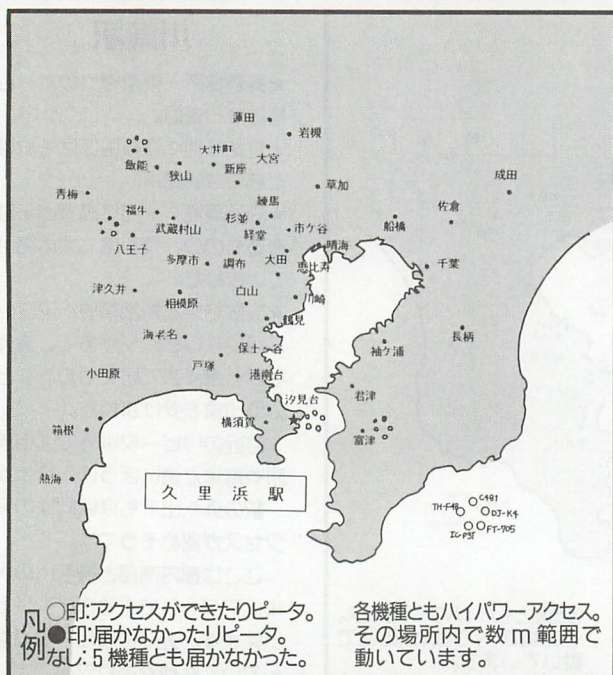 蓮田
岩槻
大井町
大宮
飯能
狭山
新座
成田
青梅
草加
練馬
佐倉
福生
武蔵村山
杉並
市ケ谷
船橋
経堂
晴海
八王子
多摩市
調布
大田
恵比寿
千葉
津久井
相模原
白山
川崎
鶴見
長柄
海老名
保土ヶ谷
袖ケ浦
戸塚
小田原
港南台
君津
汐見台
箱根
横須賀
富津
熱海
久里浜駅
C481
TH-F48
DJ-K4
IC-P3T
FT-705
凡例
○印:アクセスができたリピータ。
●印:届かなかったリピータ。
なし:5機種とも届かなかった。
各機種ともハイパワーアクセス。
その場所内で数m範囲で
動いています。